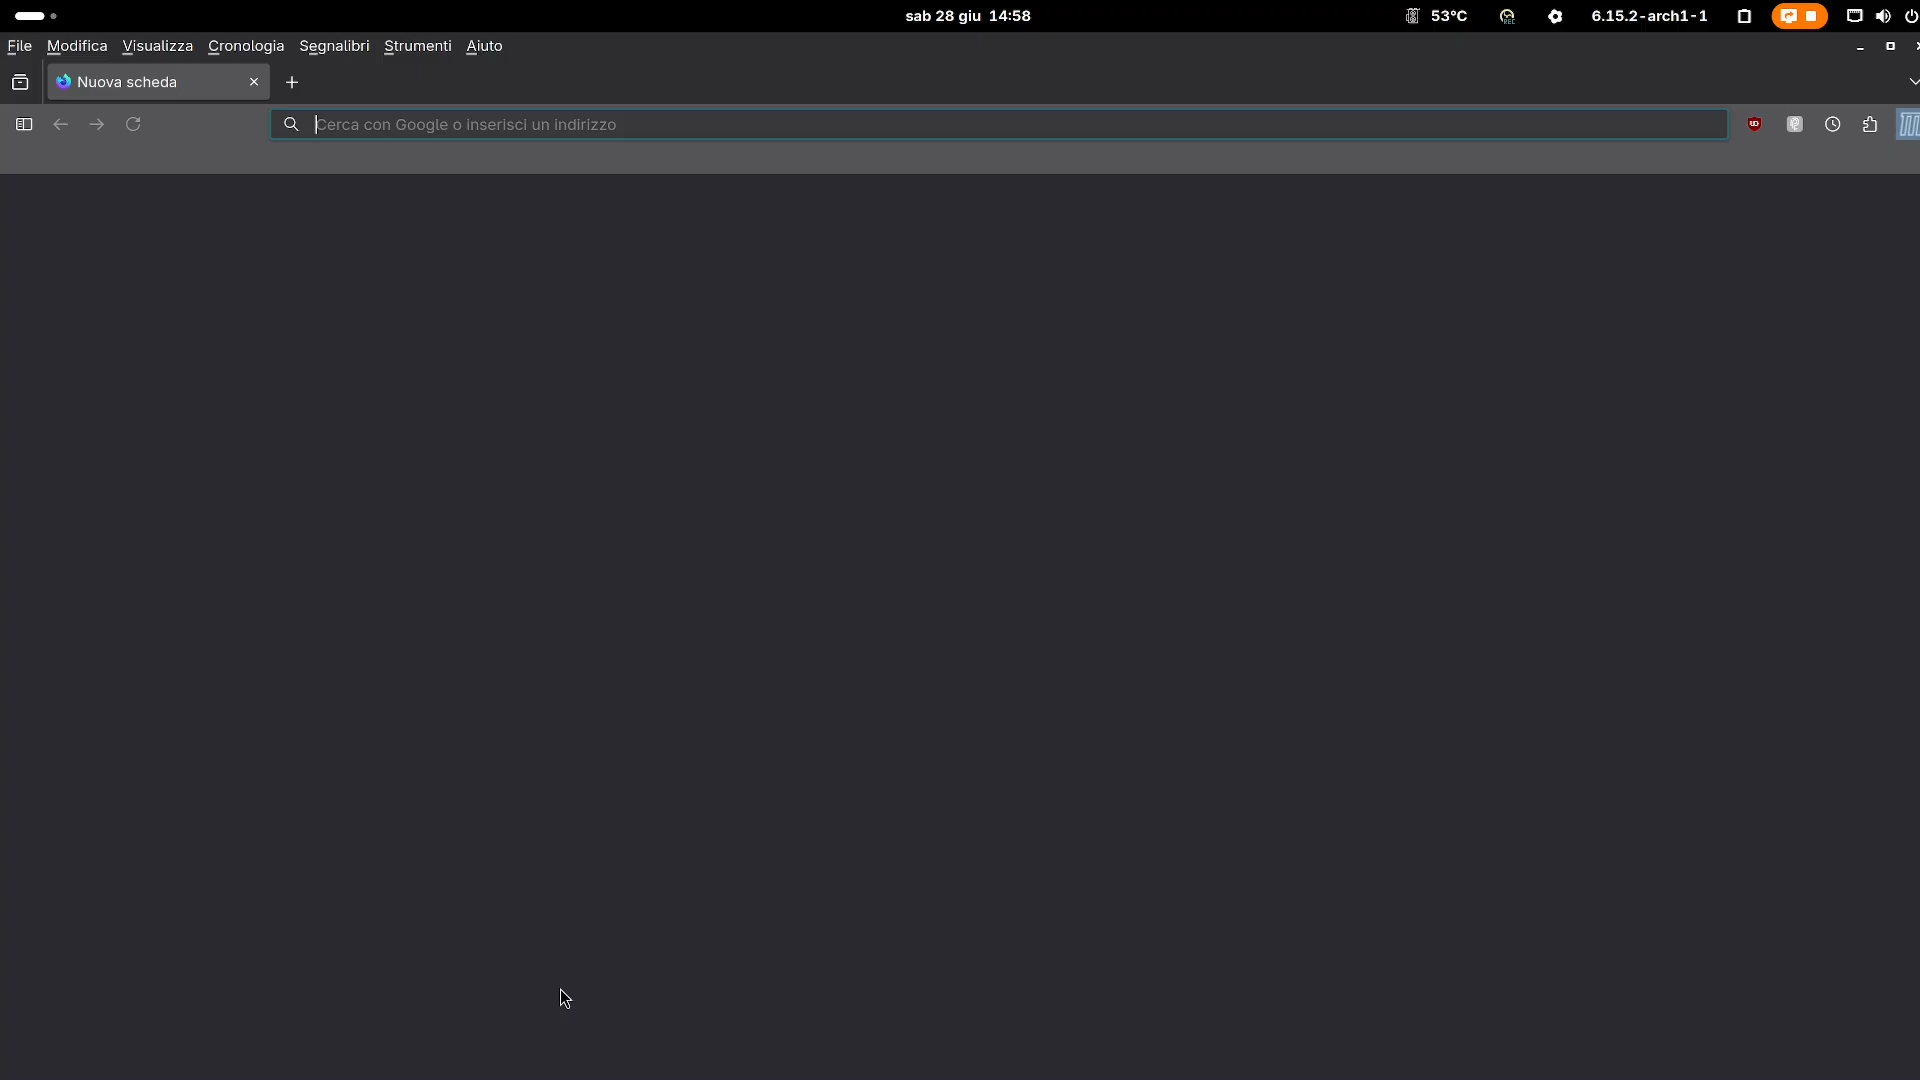 sab 28 giu 14:58
53°C
REC
6.15.2-arch1-1
File Modifica Visualizza Cronologia Segnalibri Strumenti Aiuto
Nuova scheda
Cerca con Google o inserisci un indirizzo